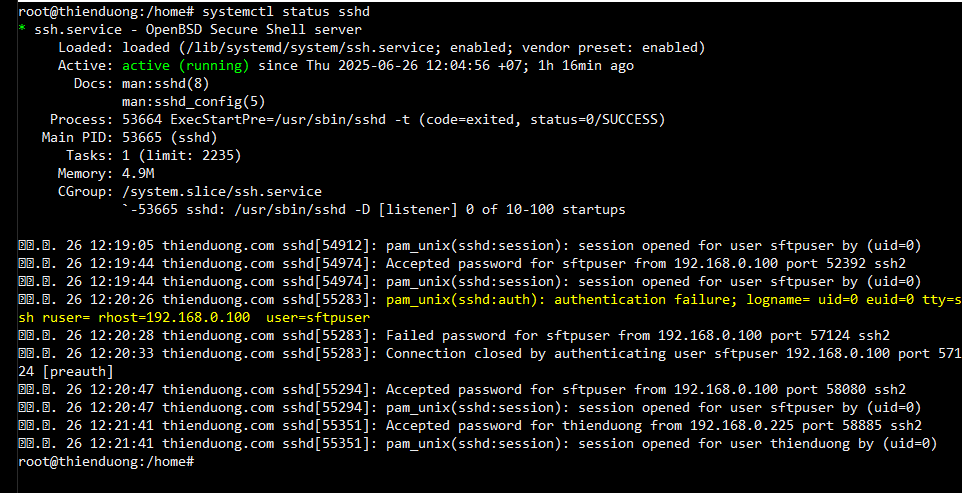 root@thienduong:/home# systemctl status sshd
* ssh.service - OpenBSD Secure Shell server
Loaded: loaded (/lib/systemd/system/ssh.service; enabled; vendor preset: enabled)
Active: active (running) since Thu 2025-06-26 12:04:56 +07; 1h 16min ago
Docs: man:sshd(8)
man:sshd_config(5)
Process: 53664 ExecStartPre=/usr/sbin/sshd -t (code=exited, status=0/SUCCESS)
Main PID: 53665 (sshd)
Tasks: 1 (limit: 2235)
Memory: 4.9M
CGroup: /system.slice/ssh.service
`-53665 sshd: /usr/sbin/sshd -D [listener] 0 of 10-100 startups
. . 26 12:19:05 thienduong.com sshd[54912]: pam_unix(sshd:session): session opened for user sftpuser by (uid=0)
. . 26 12:19:44 thienduong.com sshd[54974]: Accepted password for sftpuser from 192.168.0.100 port 52392 ssh2
. . 26 12:19:44 thienduong.com sshd[54974]: pam_unix(sshd:session): session opened for user sftpuser by (uid=0)
. . 26 12:20:26 thienduong.com sshd[55283]: pam_unix(sshd:auth): authentication failure; logname= uid=0 euid=0 tty=s
sh ruser= rhost=192.168.0.100  user=sftpuser
. . 26 12:20:28 thienduong.com sshd[55283]: Failed password for sftpuser from 192.168.0.100 port 57124 ssh2
. . 26 12:20:33 thienduong.com sshd[55283]: Connection closed by authenticating user sftpuser 192.168.0.100 port 571
24 [preauth]
. . 26 12:20:47 thienduong.com sshd[55294]: Accepted password for sftpuser from 192.168.0.100 port 58080 ssh2
. . 26 12:20:47 thienduong.com sshd[55294]: pam_unix(sshd:session): session opened for user sftpuser by (uid=0)
. . 26 12:21:41 thienduong.com sshd[55351]: Accepted password for thienduong from 192.168.0.225 port 58885 ssh2
. . 26 12:21:41 thienduong.com sshd[55351]: pam_unix(sshd:session): session opened for user thienduong by (uid=0)
root@thienduong:/home#